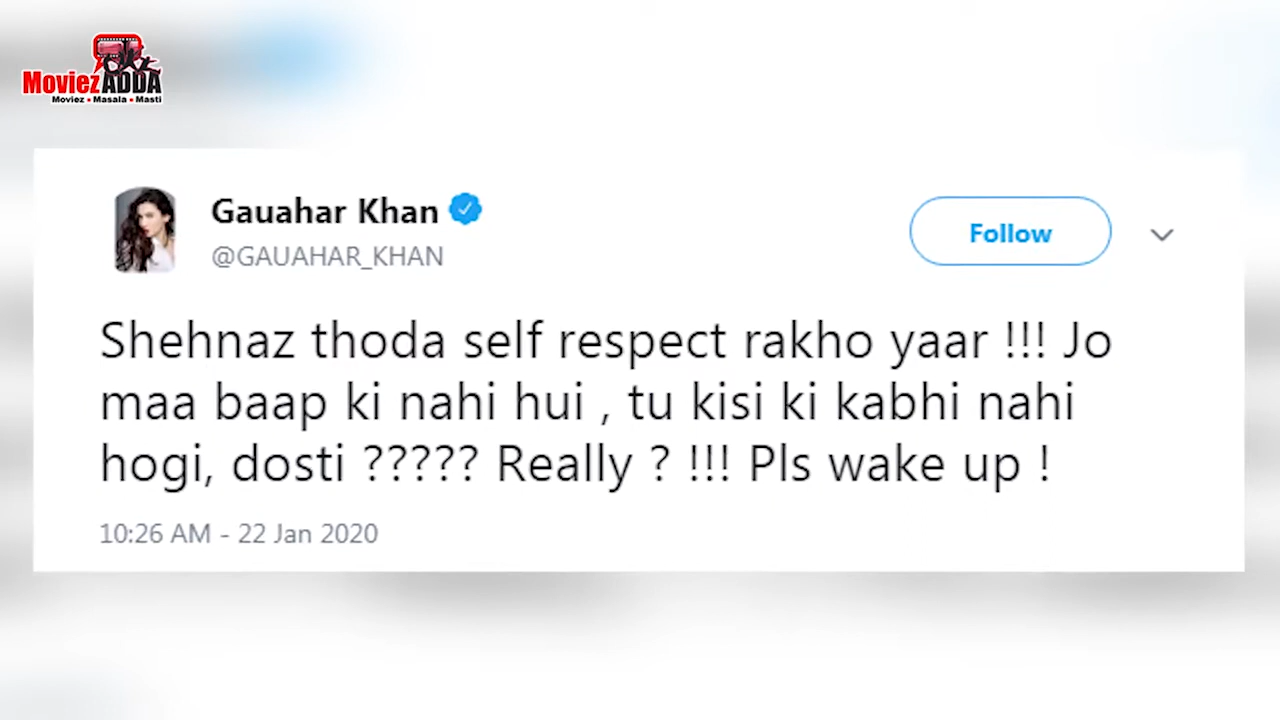 MoviezADDA
Moviez • Masala • Masti
Gauahar Khan
Follow
@GAUAHAR_KHAN
Shehnaz thoda self respect rakho yaar !!! Jo
maa baap ki nahi hui , tu kisi ki kabhi nahi
hogi, dosti ????? Really ? !!! Pls wake up !
10:26 AM - 22 Jan 2020